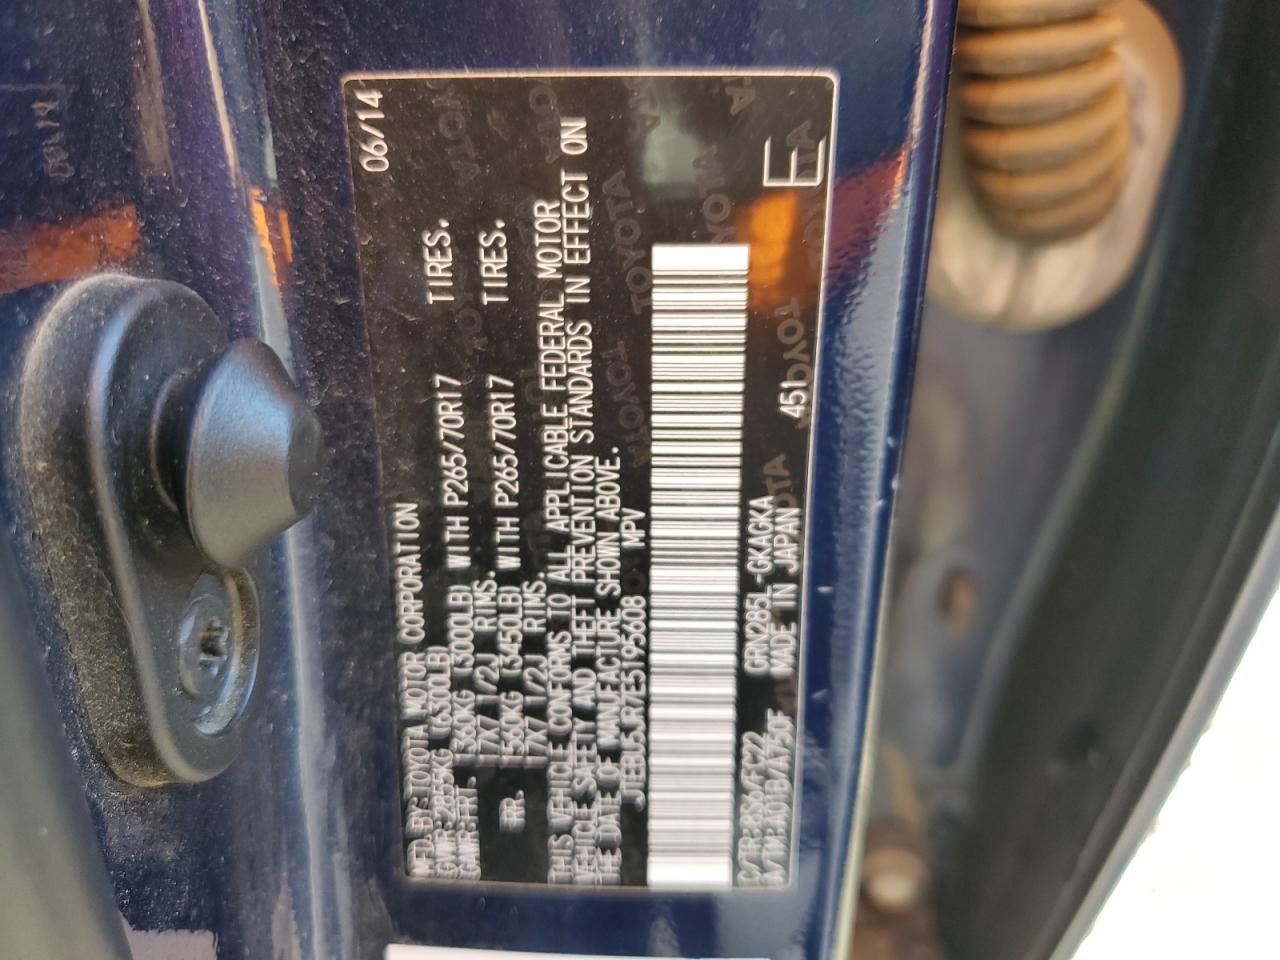 MFD. BY: TOYOTA MOTOR CORPORATION 06/14
GVWR: 2855KG (6300LB)
GAWR: FRT. 1360KG (3000LB) WITH P265/70R17 TIRES.
17X7 1/2J RIMS.
RR. 1560KG (3450LB) WITH P265/70R17 TIRES.
17X7 1/2J RIMS.
THIS VEHICLE CONFORMS TO ALL APPLICABLE FEDERAL MOTOR
VEHICLE SAFETY AND THEFT PREVENTION STANDARDS IN EFFECT ON
THE DATE OF MANUFACTURE SHOWN ABOVE.
JTEBU5JR7E5195608 MPV
C/TR: 8S6/FC22 GRN285L-GKAGKA
A/TM: A01B/A750F MADE IN JAPAN 451
E